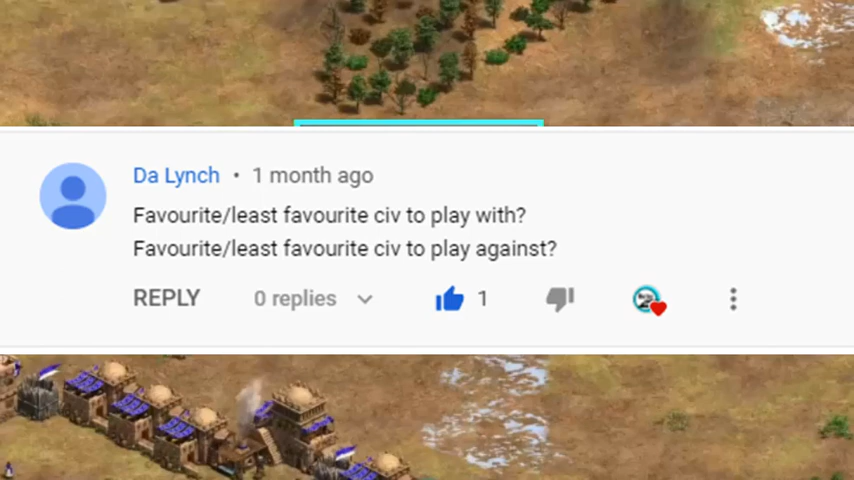 Da Lynch • 1 month ago
Favourite/least favourite civ to play with?
Favourite/least favourite civ to play against?
REPLY 0 replies 1